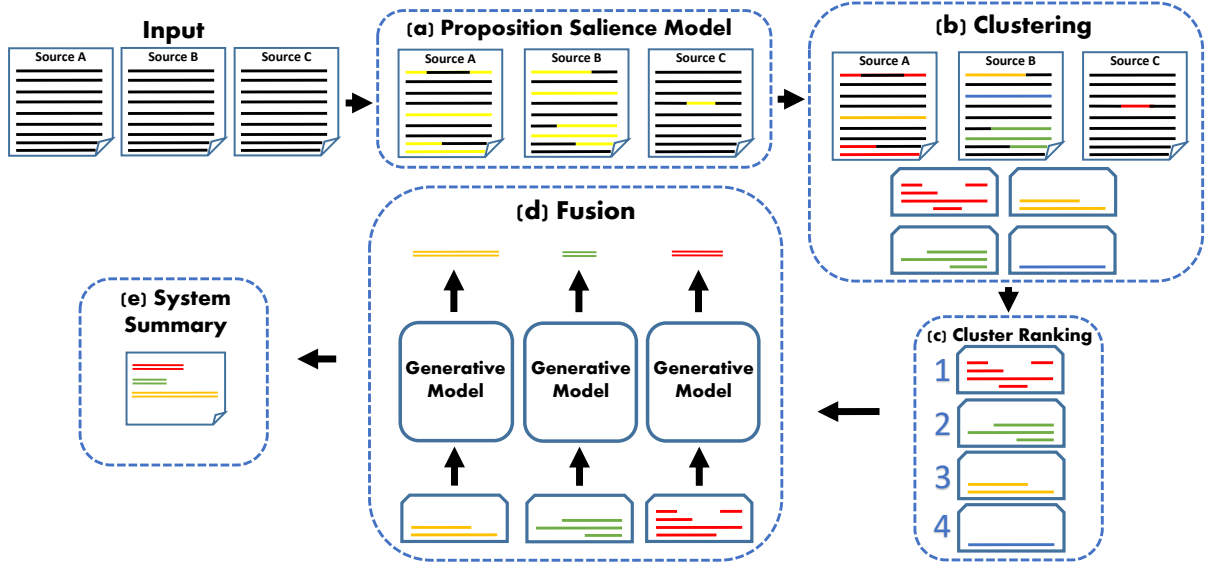 Input
Source A
Source B
Source C
(a) Proposition Salience Model
Source A
Source B
Source C
(b) Clustering
Source A
Source B
Source C
(c) Cluster Ranking
1
2
3
4
(d) Fusion
Generative
Model
Generative
Model
Generative
Model
(e) System
Summary